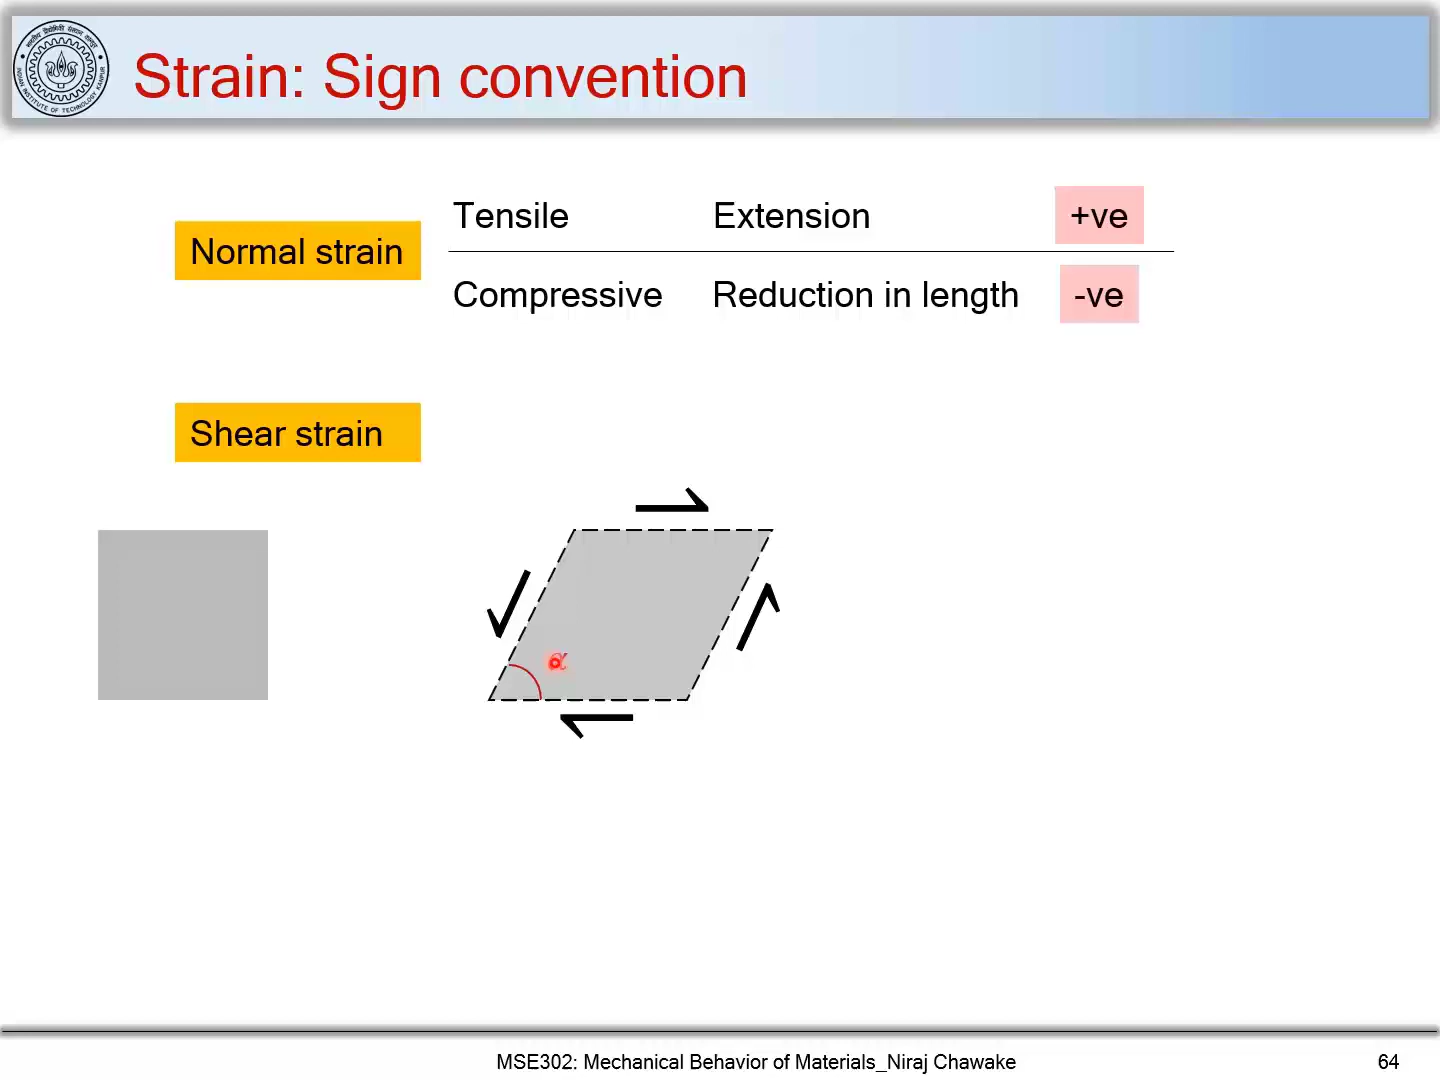 Strain: Sign convention
Tensile Extension +ve
Normal strain
Compressive Reduction in length -ve
Shear strain
α
MSE302: Mechanical Behavior of Materials_Niraj Chawake 64